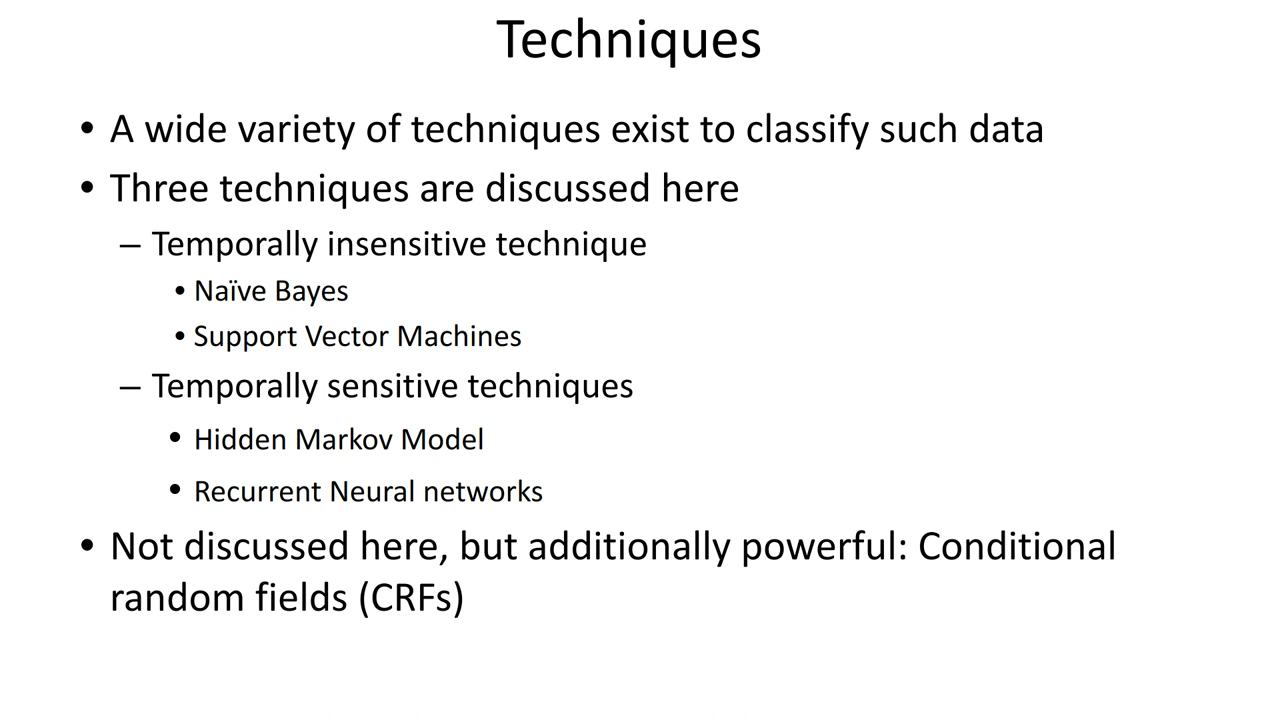 Techniques
• A wide variety of techniques exist to classify such data
• Three techniques are discussed here
– Temporally insensitive technique
• Naïve Bayes
• Support Vector Machines
– Temporally sensitive techniques
• Hidden Markov Model
• Recurrent Neural networks
• Not discussed here, but additionally powerful: Conditional
random fields (CRFs)